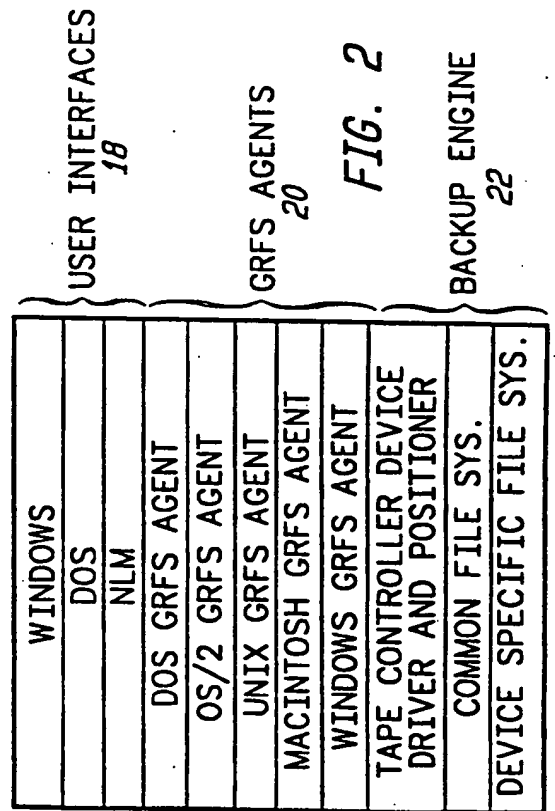 WINDOWS
DOS
NLM
DOS GRFS AGENT
OS/2 GRFS AGENT
UNIX GRFS AGENT
MACINTOSH GRFS AGENT
WINDOWS GRFS AGENT
TAPE CONTROLLER DEVICE
DRIVER AND POSITIONER
COMMON FILE SYS.
DEVICE SPECIFIC FILE SYS.
USER INTERFACES
18
GRFS AGENTS
20
FIG. 2
BACKUP ENGINE
22